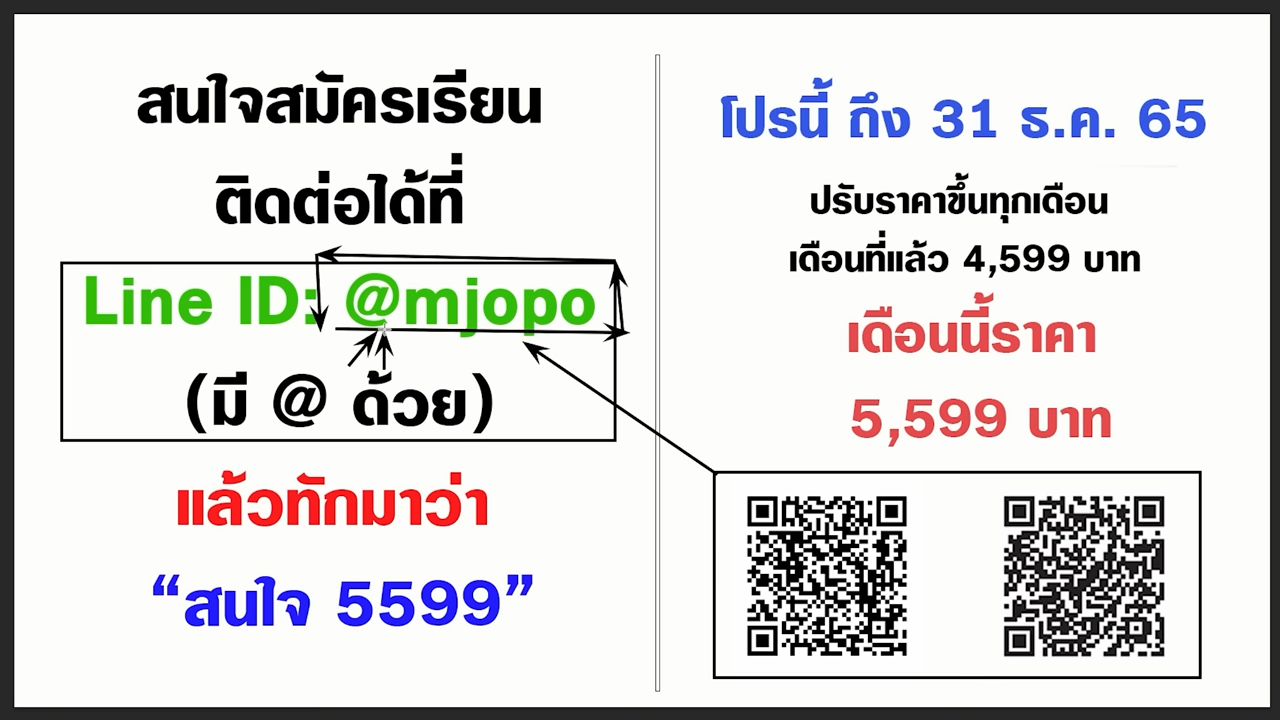 สนใจสมัครเรียน
ติดต่อได้ที่
Line ID: @mjopo
(มี @ ด้วย)
แล้วทักมาว่า
“สนใจ 5599”
โปรนี้ ถึง 31 ธ.ค. 65
ปรับราคาขึ้นทุกเดือน
เดือนที่แล้ว 4,599 บาท
เดือนนี้ราคา
5,599 บาท